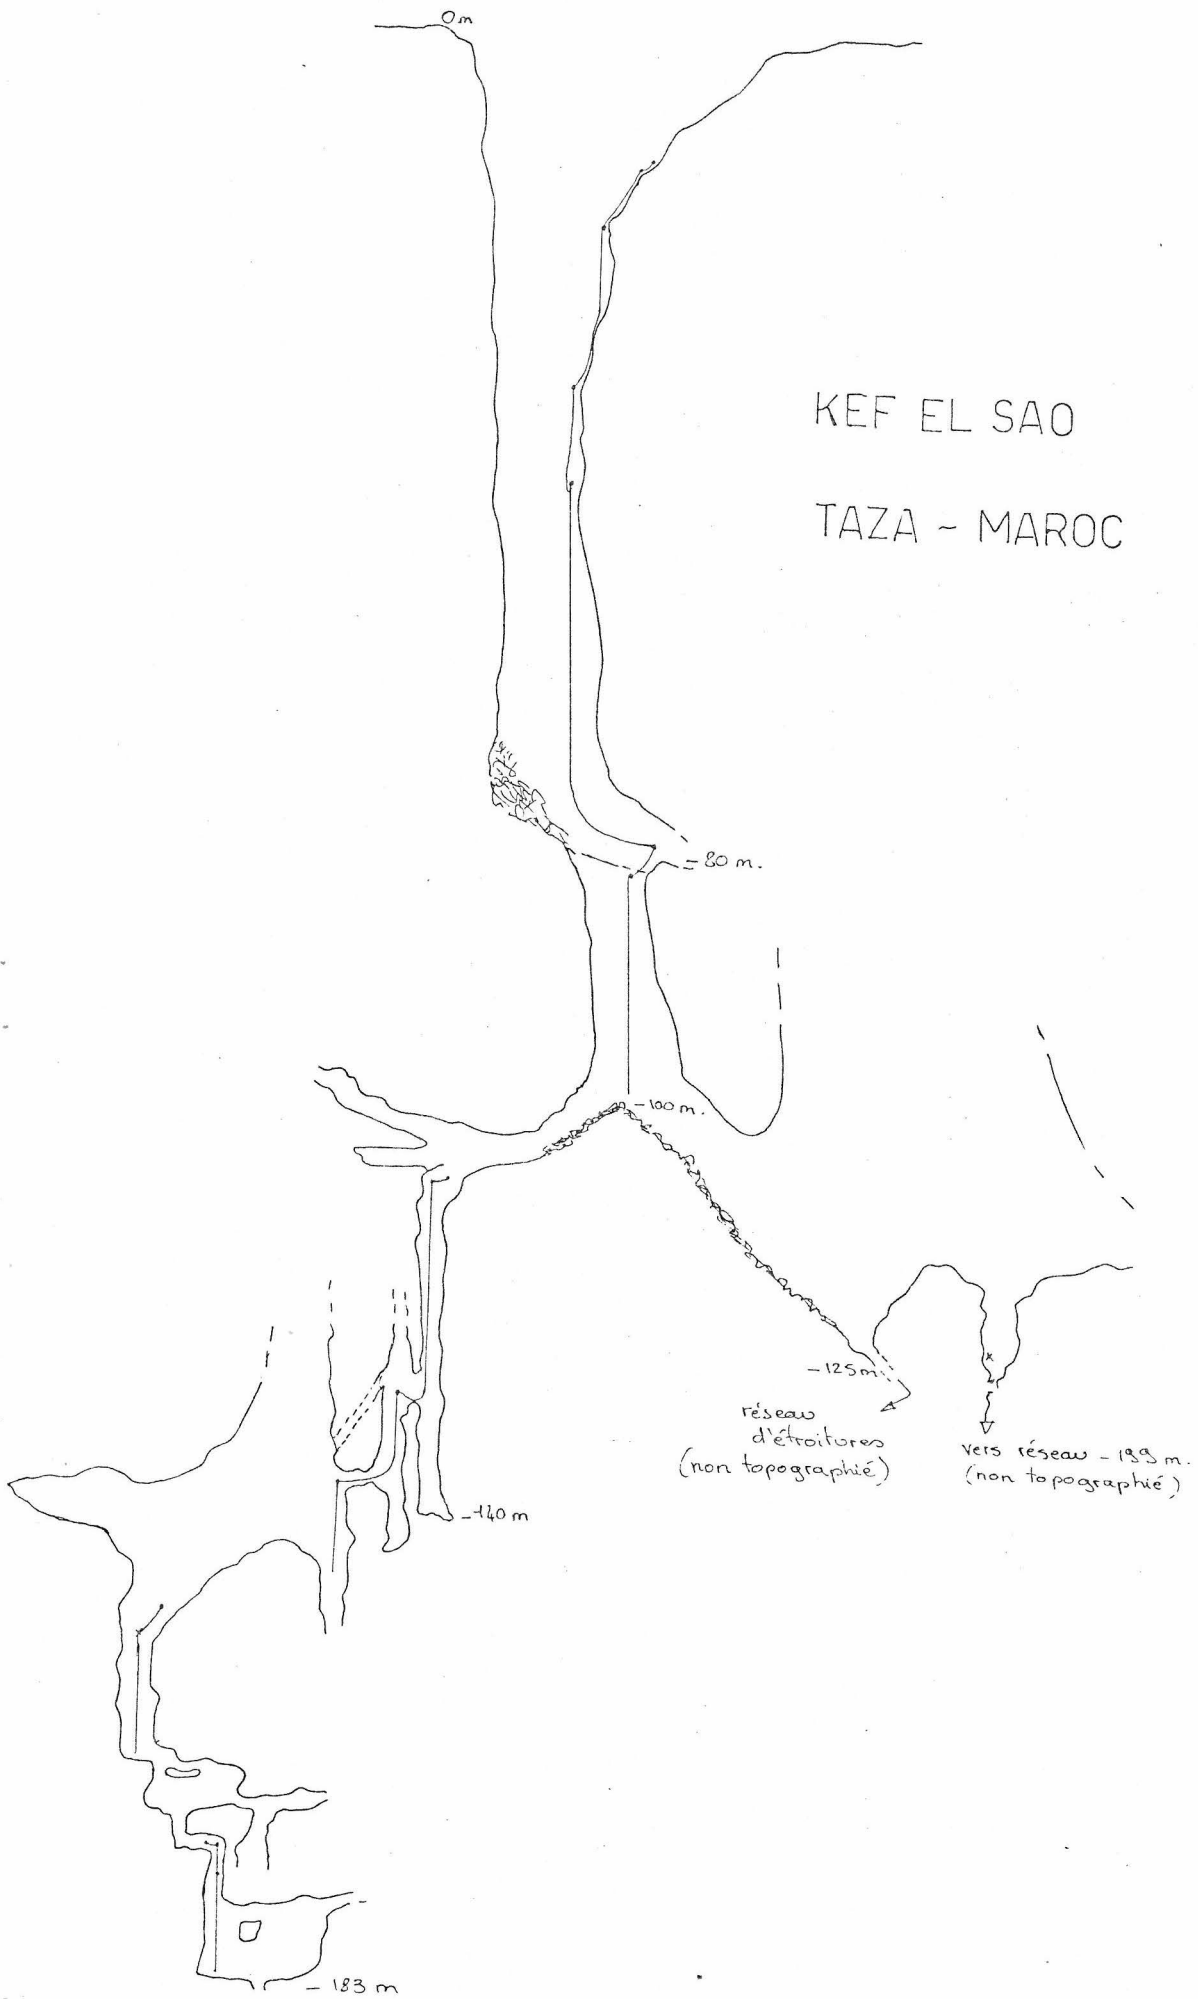 0m
KEF EL SAO
TAZA ~ MAROC
- 80 m.
- 100 m.
- 125 m.
réseau
d'étroitures
(non topographié)
vers réseau - 199 m.
(non topographié)
- 140 m
- 183 m